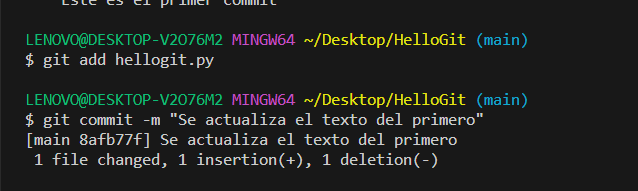 Este es el primer commit
LENOVO@DESKTOP-V2O76M2 MINGW64 ~/Desktop/HelloGit (main)
$ git add hellogit.py
LENOVO@DESKTOP-V2O76M2 MINGW64 ~/Desktop/HelloGit (main)
$ git commit -m "Se actualiza el texto del primero"
[main 8afb77f] Se actualiza el texto del primero
 1 file changed, 1 insertion(+), 1 deletion(-)